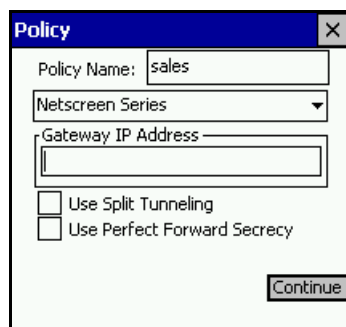 Policy
Policy Name: sales
Netscreen Series
Gateway IP Address
Use Split Tunneling
Use Perfect Forward Secrecy
Continue